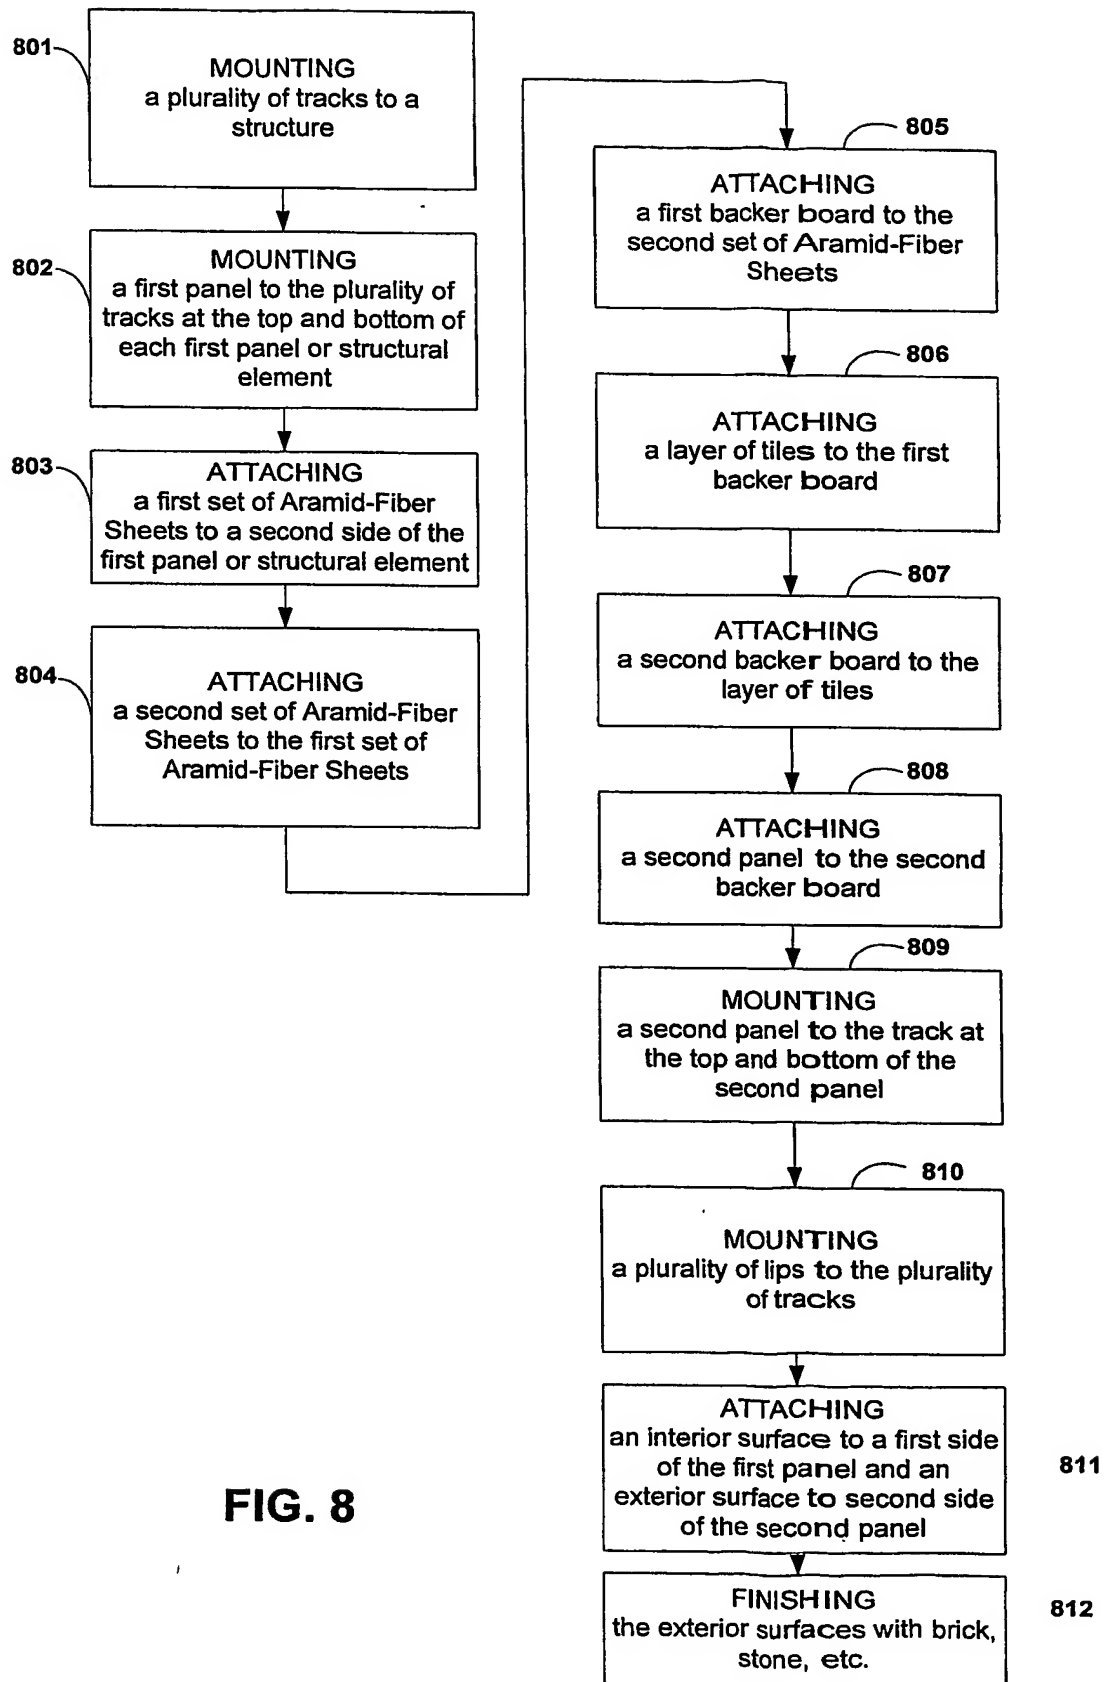 801
MOUNTING
a plurality of tracks to a
structure
802
MOUNTING
a first panel to the plurality of
tracks at the top and bottom of
each first panel or structural
element
803
ATTACHING
a first set of Aramid-Fiber
Sheets to a second side of the
first panel or structural element
804
ATTACHING
a second set of Aramid-Fiber
Sheets to the first set of
Aramid-Fiber Sheets
805
ATTACHING
a first backer board to the
second set of Aramid-Fiber
Sheets
806
ATTACHING
a layer of tiles to the first
backer board
807
ATTACHING
a second backer board to the
layer of tiles
808
ATTACHING
a second panel to the second
backer board
809
MOUNTING
a second panel to the track at
the top and bottom of the
second panel
810
MOUNTING
a plurality of lips to the plurality
of tracks
811
ATTACHING
an interior surface to a first side
of the first panel and an
exterior surface to second side
of the second panel
812
FINISHING
the exterior surfaces with brick,
stone, etc.
FIG. 8